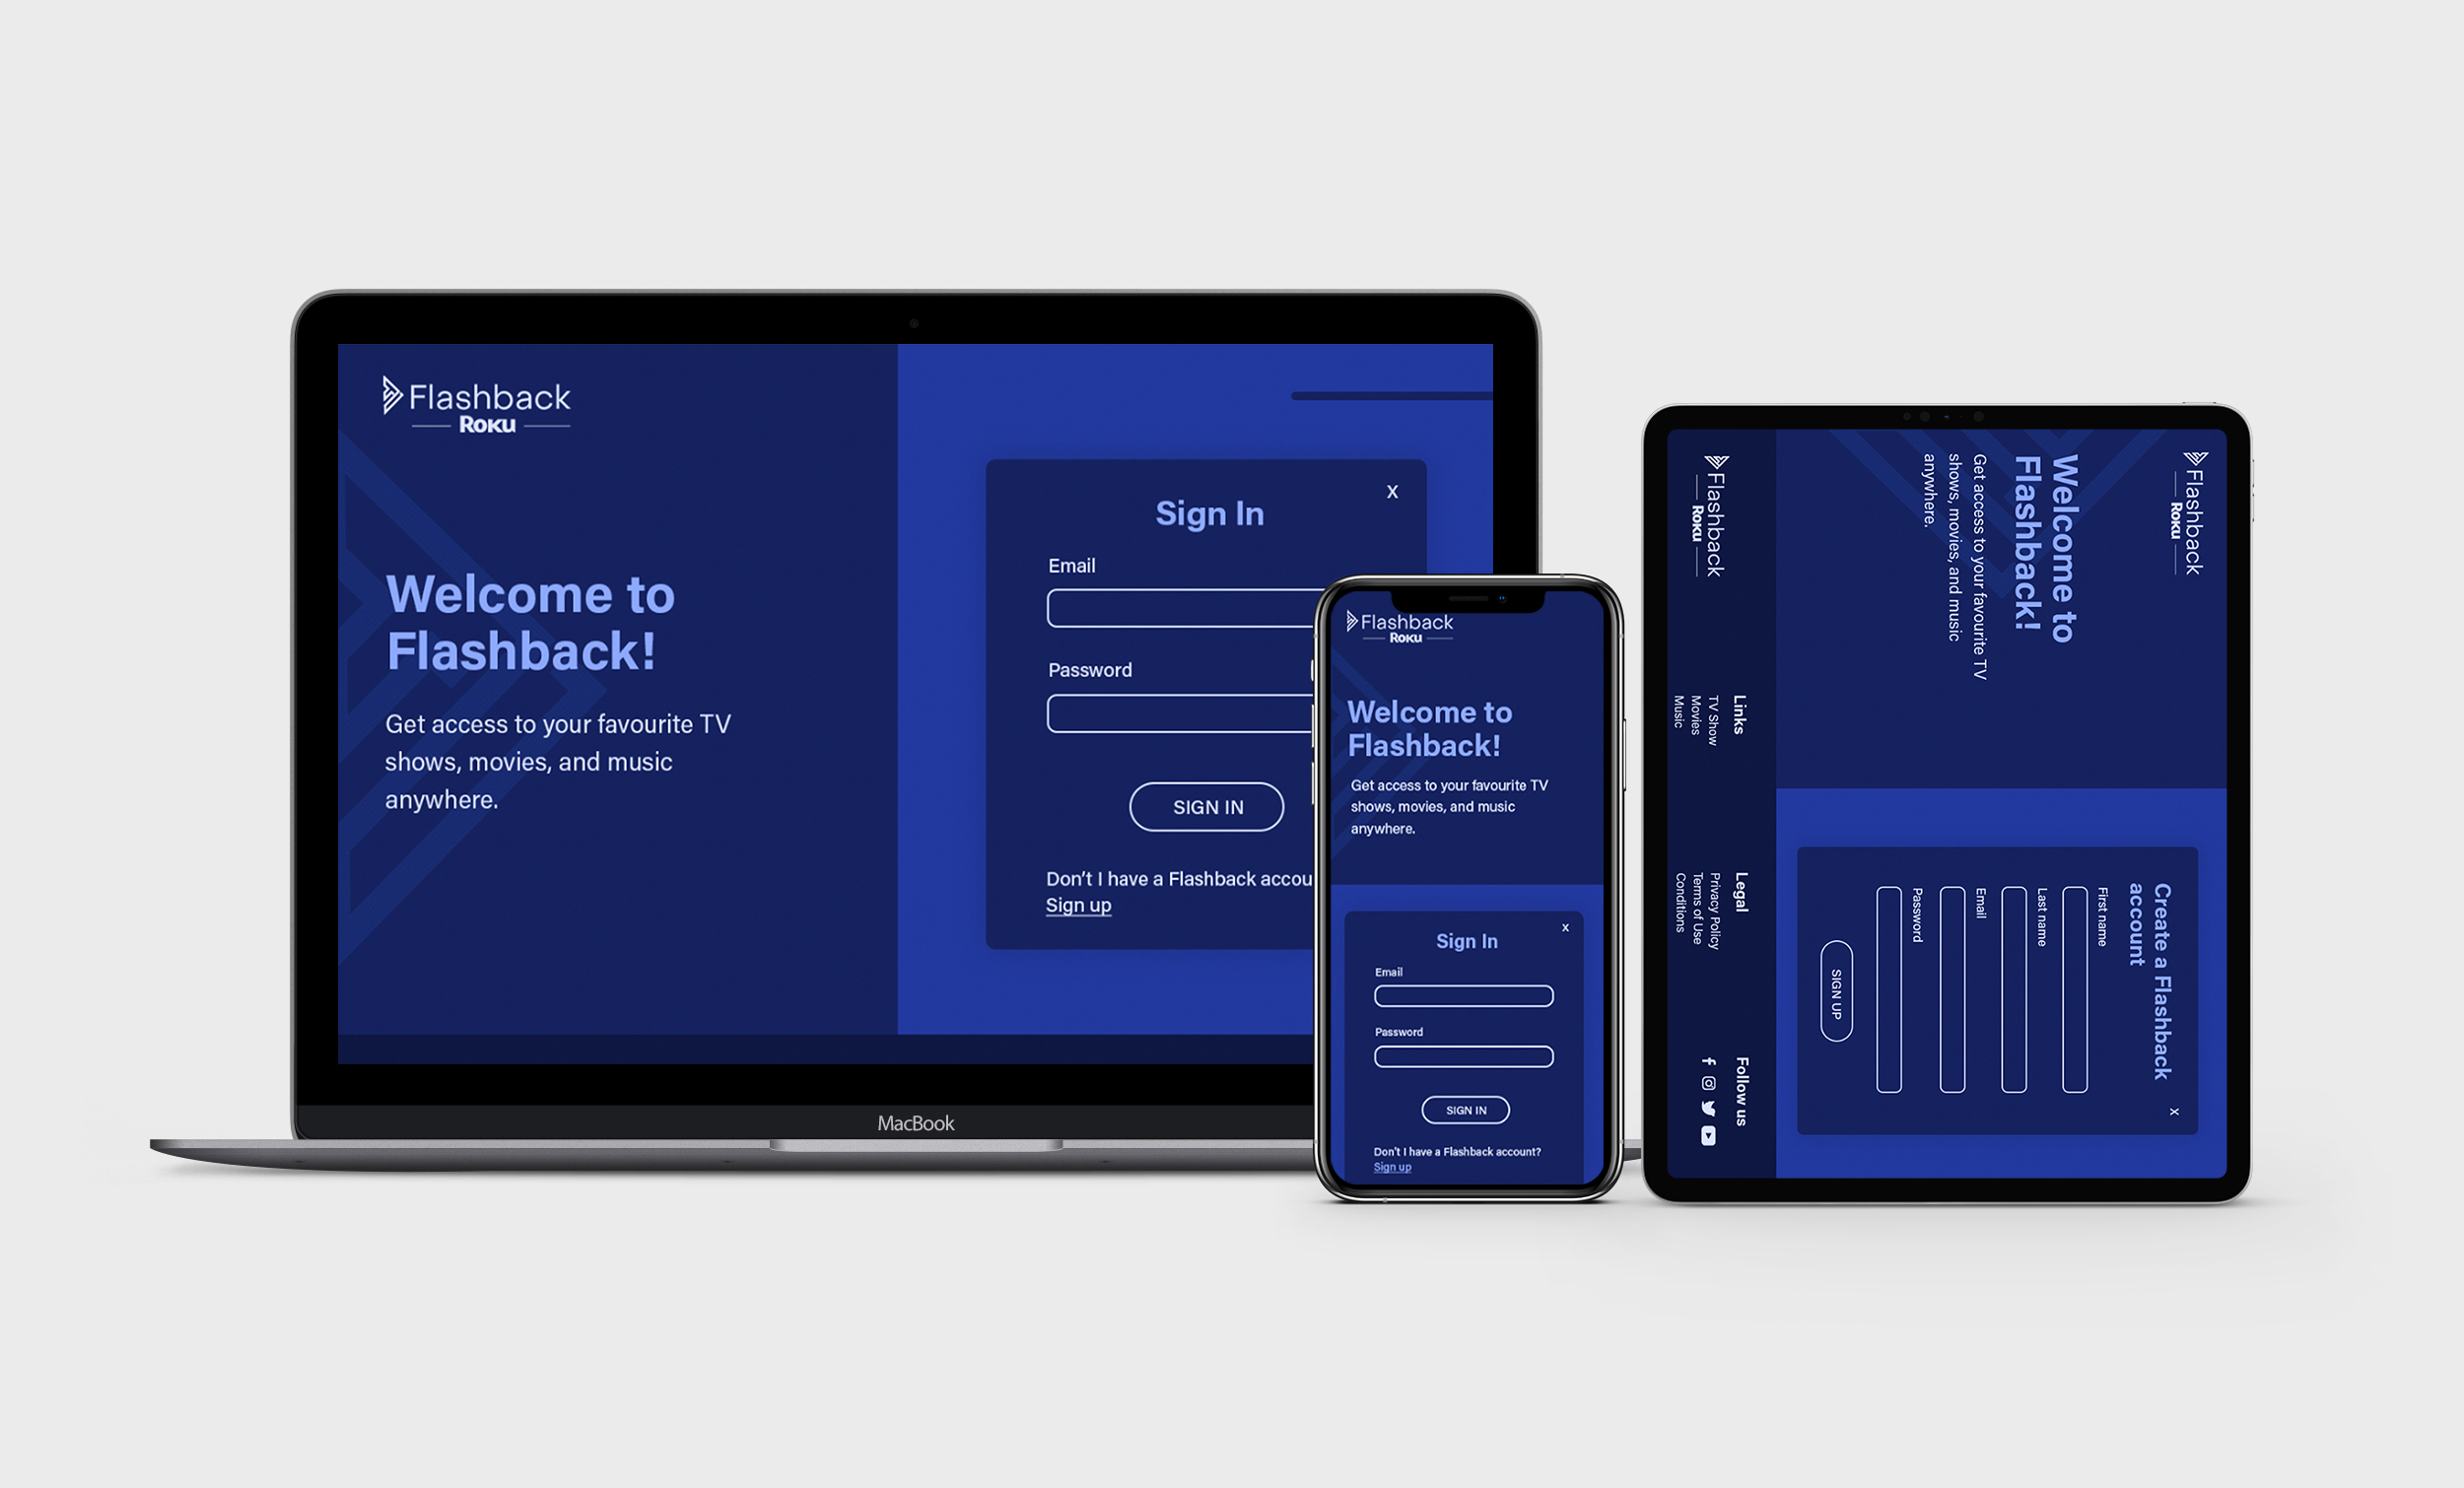 Flashback
Roku
Welcome to
Flashback!
Get access to your favourite TV
shows, movies, and music
anywhere.
X
Sign In
Email
Password
SIGN IN
Don't I have a Flashback accou
Sign up
MacBook
Flashback
Roku
Welcome to
Flashback!
Get access to your favourite TV
shows, movies, and music
anywhere.
X
Sign In
Email
Password
SIGN IN
Don't I have a Flashback account?
Sign up
Flashback
Roku
Welcome to
Flashback!
Get access to your favourite TV
shows, movies, and music
anywhere.
X
Create a Flashback
account
First name
Last name
Email
Password
SIGN UP
Flashback
Roku
Links
TV Show
Movies
Music
Legal
Privacy Policy
Terms of Use
Conditions
Follow us